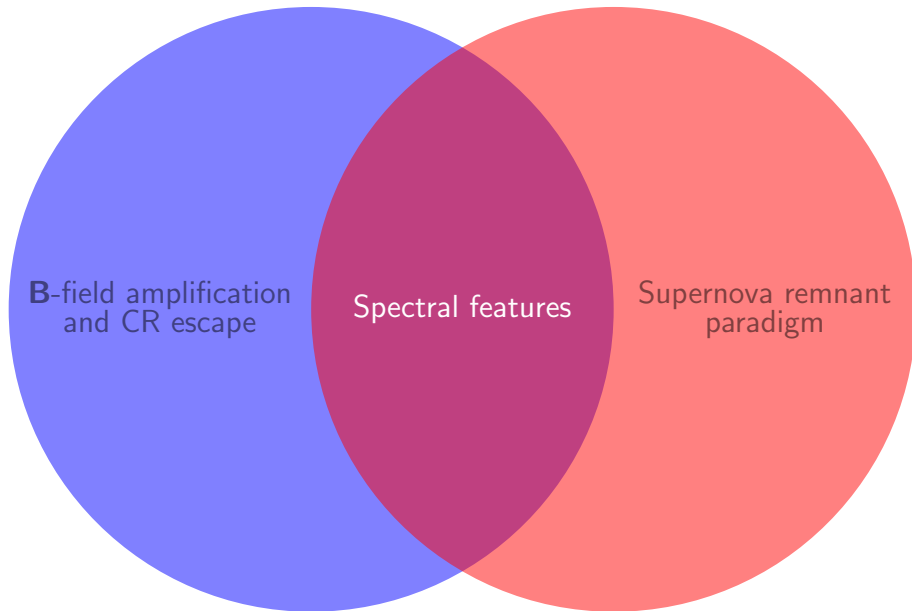 B-field amplification
and CR escape
Spectral features
Supernova remnant
paradigm